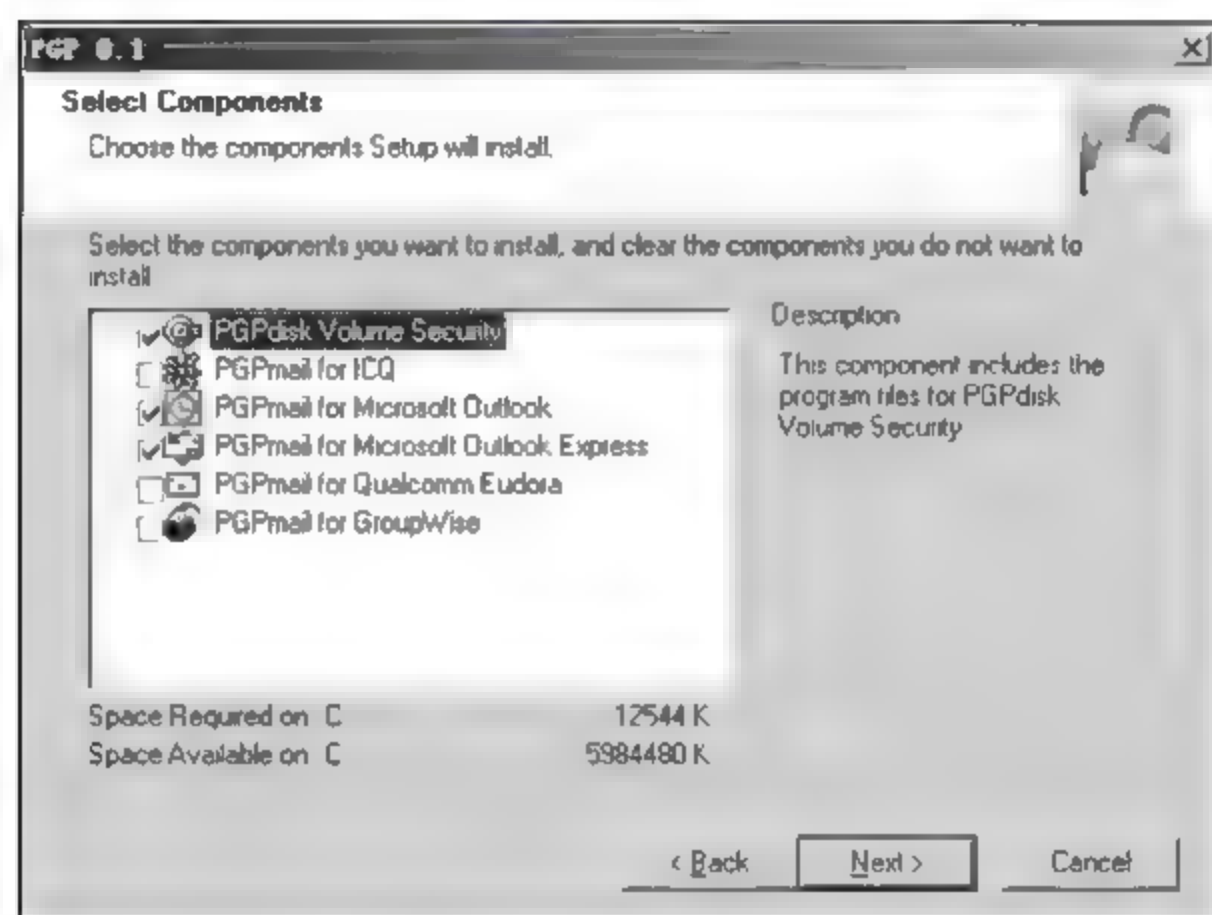 PGP 8.1
Select Components
Choose the components Setup will install.
Select the components you want to install, and clear the components you do not want to
install
PGPdisk Volume Security
PGPmail for ICQ
PGPmail for Microsoft Outlook
PGPmail for Microsoft Outlook Express
PGPmail for Qualcomm Eudora
PGPmail for GroupWise
Description
This component includes the
program files for PGPdisk
Volume Security
Space Required on C 12544 K
Space Available on C 5984480 K
< Back
Next >
Cancel